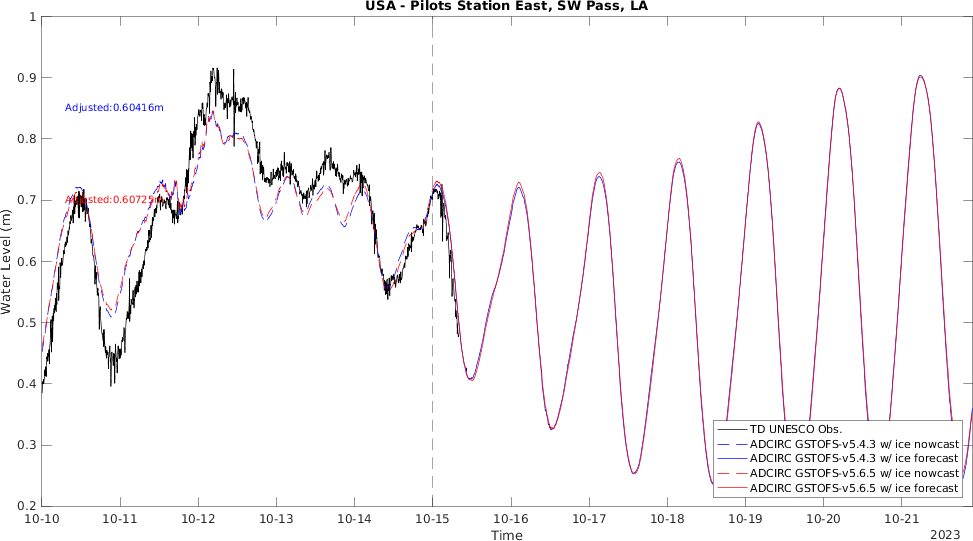 USA - Pilots Station East, SW Pass, LA
1
0.9
0.8
0.7
0.6
0.5
0.4
0.3
0.2
Water Level (m)
Adjusted:0.60416m
Adjusted:0.60725m
TD UNESCO Obs.
ADCIRC GSTOFS-v5.4.3 w/ ice nowcast
ADCIRC GSTOFS-v5.4.3 w/ ice forecast
ADCIRC GSTOFS-v5.6.5 w/ ice nowcast
ADCIRC GSTOFS-v5.6.5 w/ ice forecast
10-10 10-11 10-12 10-13 10-14 10-15 10-16 10-17 10-18 10-19 10-20 10-21
Time
2023